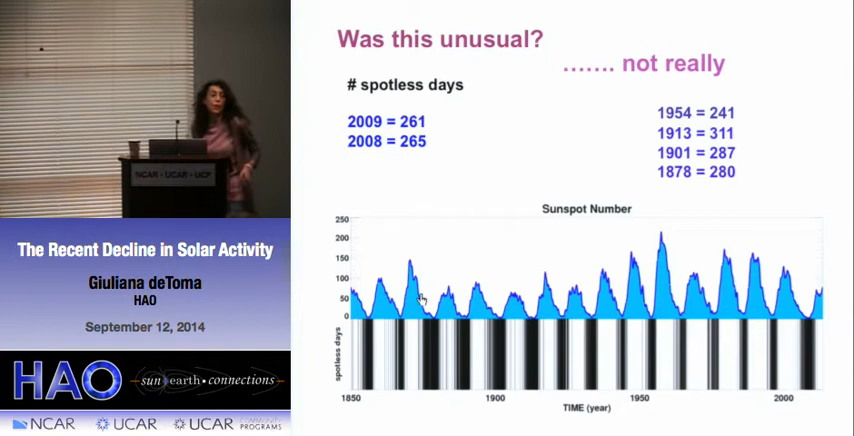 Was this unusual?
....... not really
# spotless days
2009 = 261
2008 = 265
1954 = 241
1913 = 311
1901 = 287
1878 = 280
NCAR · UCAR · UCP
The Recent Decline in Solar Activity
Giuliana deToma
HAO
September 12, 2014
HAO
sun earth • connections
NCAR
UCAR
UCAR COMMUNITY PROGRAMS
Sunspot Number
250
200
150
100
50
0
spotless days
1850
1900
1950
2000
TIME (year)